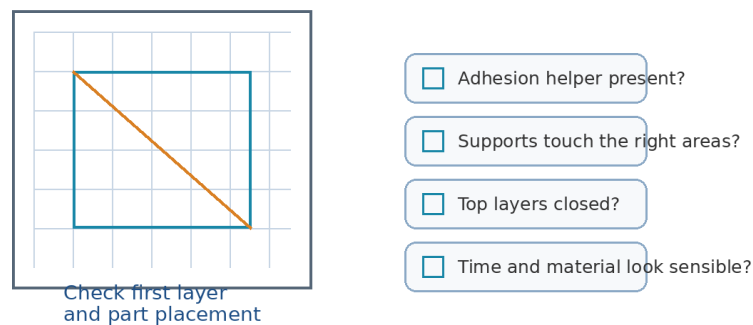 Check first layer
and part placement
Adhesion helper present?
Supports touch the right areas?
Top layers closed?
Time and material look sensible?